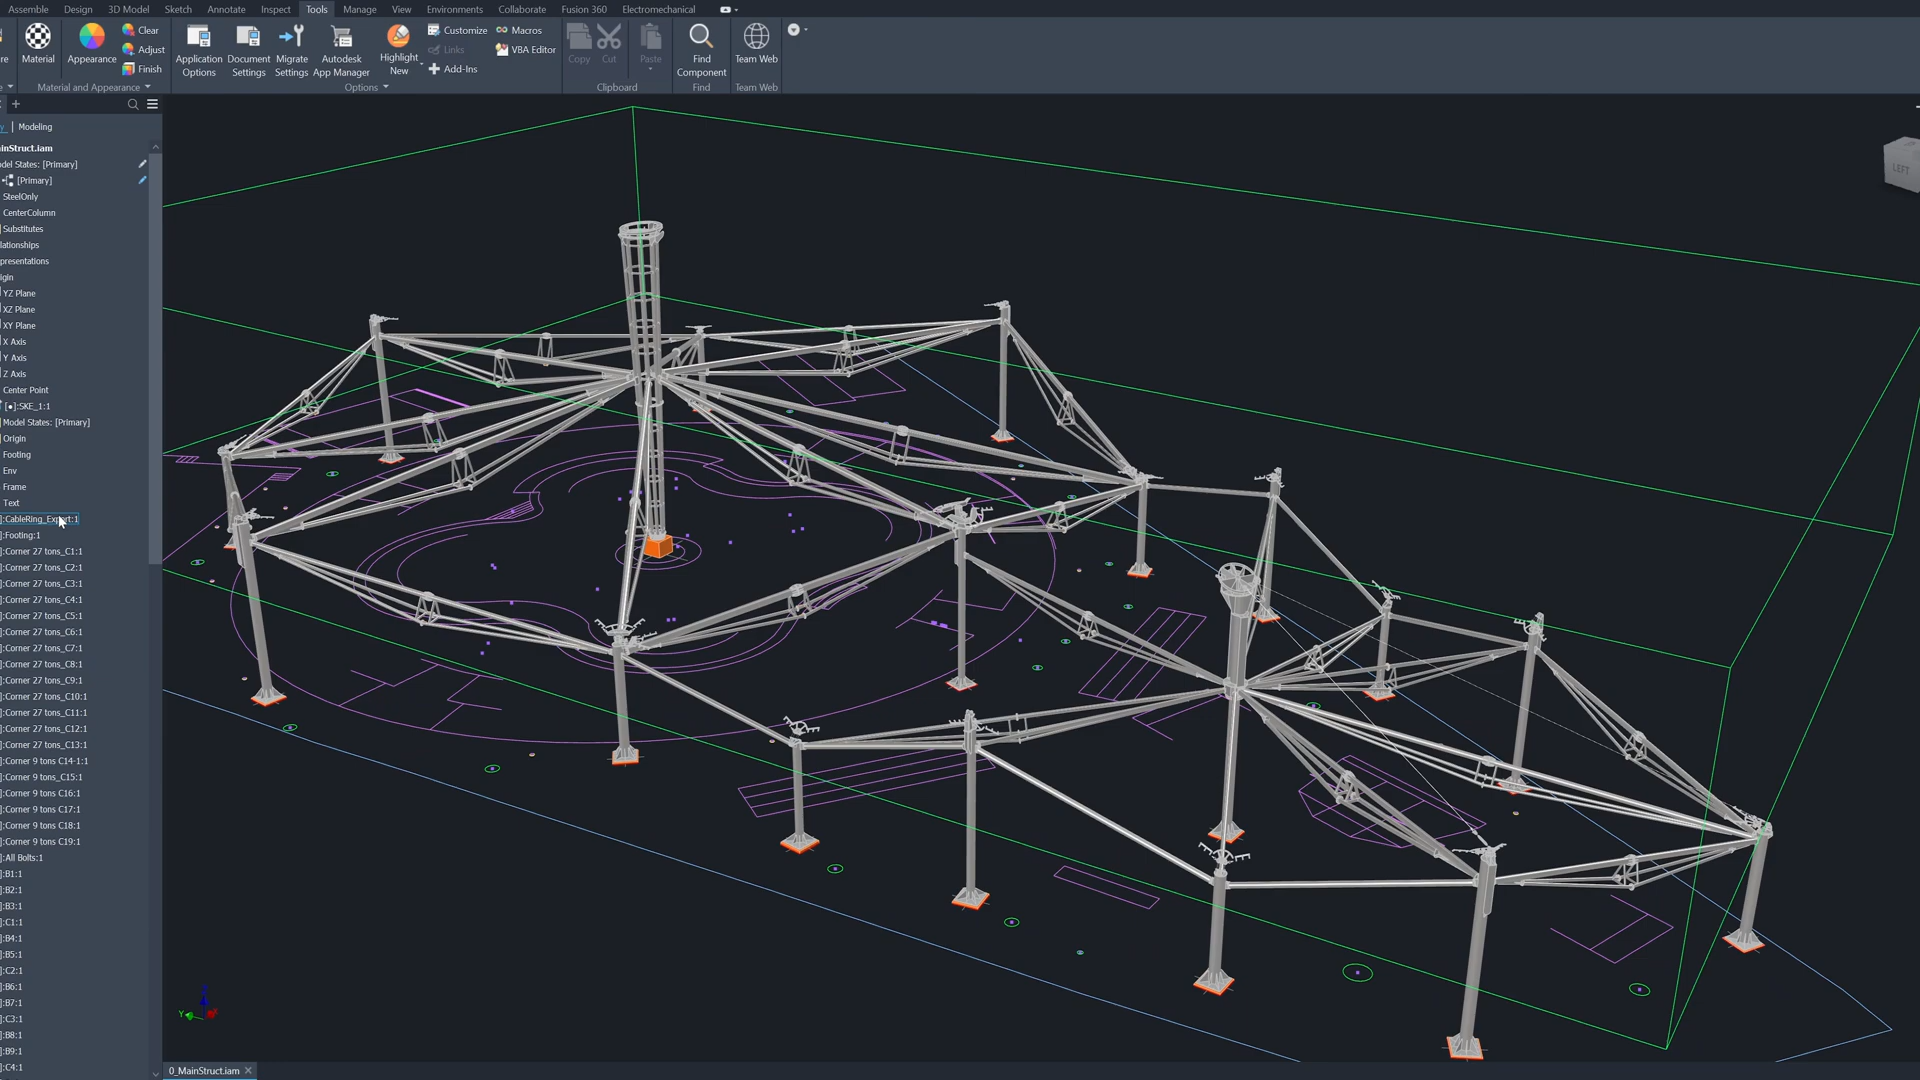 Assemble Design 3D Model Sketch Annotate Inspect Tools Manage View Environments Collaborate Fusion 360 Electromechanical
Material
Appearance
Clear
Adjust
Finish
Application Options
Document Settings
Migrate Settings
Autodesk App Manager
Highlight New
Customize
Links
Add-Ins
Macros
VBA Editor
Copy
Cut
Paste
Find Component
Team Web
Material and Appearance
Options
Clipboard
Find
Team Web
Modeling
ainStruct.iam
odel States: [Primary]
[Primary]
SteelOnly
CenterColumn
Substitutes
lationships
presentations
igin
YZ Plane
XZ Plane
XY Plane
X Axis
Y Axis
Z Axis
Center Point
[●]:SKE_1:1
Model States: [Primary]
Origin
Footing
Env
Frame
Text
]:CableRing_Export:1
]:Footing:1
]:Corner 27 tons_C1:1
]:Corner 27 tons_C2:1
]:Corner 27 tons_C3:1
]:Corner 27 tons_C4:1
]:Corner 27 tons_C5:1
]:Corner 27 tons_C6:1
]:Corner 27 tons_C7:1
]:Corner 27 tons_C8:1
]:Corner 27 tons_C9:1
]:Corner 27 tons_C10:1
]:Corner 27 tons_C11:1
]:Corner 27 tons_C12:1
]:Corner 27 tons_C13:1
]:Corner 9 tons C14-1:1
]:Corner 9 tons_C15:1
]:Corner 9 tons C16:1
]:Corner 9 tons C17:1
]:Corner 9 tons C18:1
]:Corner 9 tons C19:1
]:All Bolts:1
]:B1:1
]:B2:1
]:B3:1
]:C1:1
]:B4:1
]:B5:1
]:C2:1
]:B6:1
]:B7:1
]:C3:1
]:B8:1
]:B9:1
]:C4:1
LEFT
Z
Y
X
0_MainStruct.iam